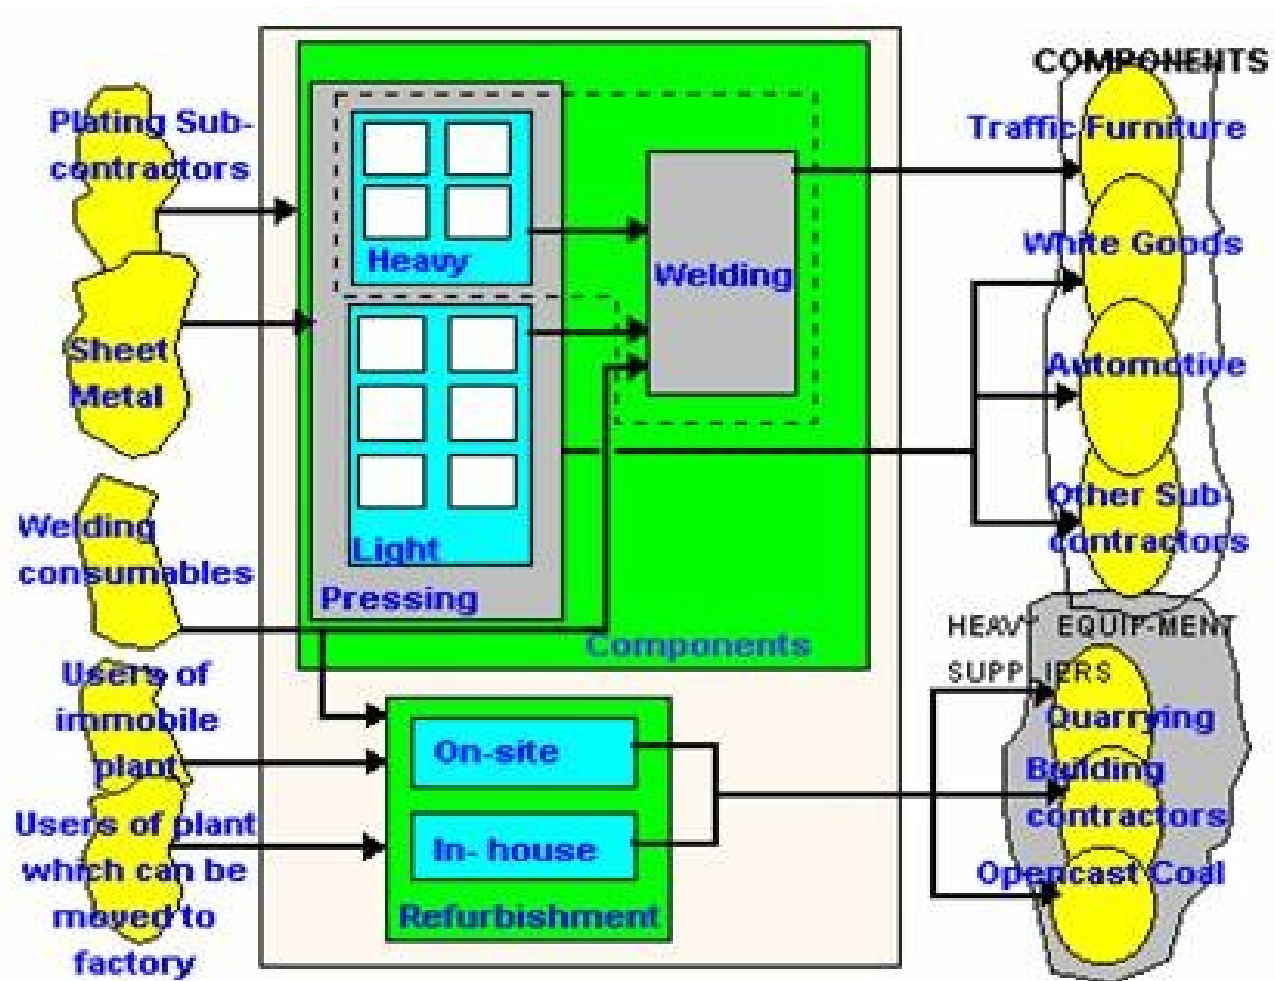 Plating Sub-
contractors
Sheet
Metal
Welding
consumables
Users of
immobile
plant
Users of plant
which can be
moved to
factory
Heavy
Light
Pressing
Welding
Components
On-site
In- house
Refurbishment
COMPONENTS
Traffic Furniture
White Goods
Automotive
Other Sub-
contractors
HEAVY EQUIP-MENT
SUPPLIERS
Quarrying
Building
contractors
Opencast Coal